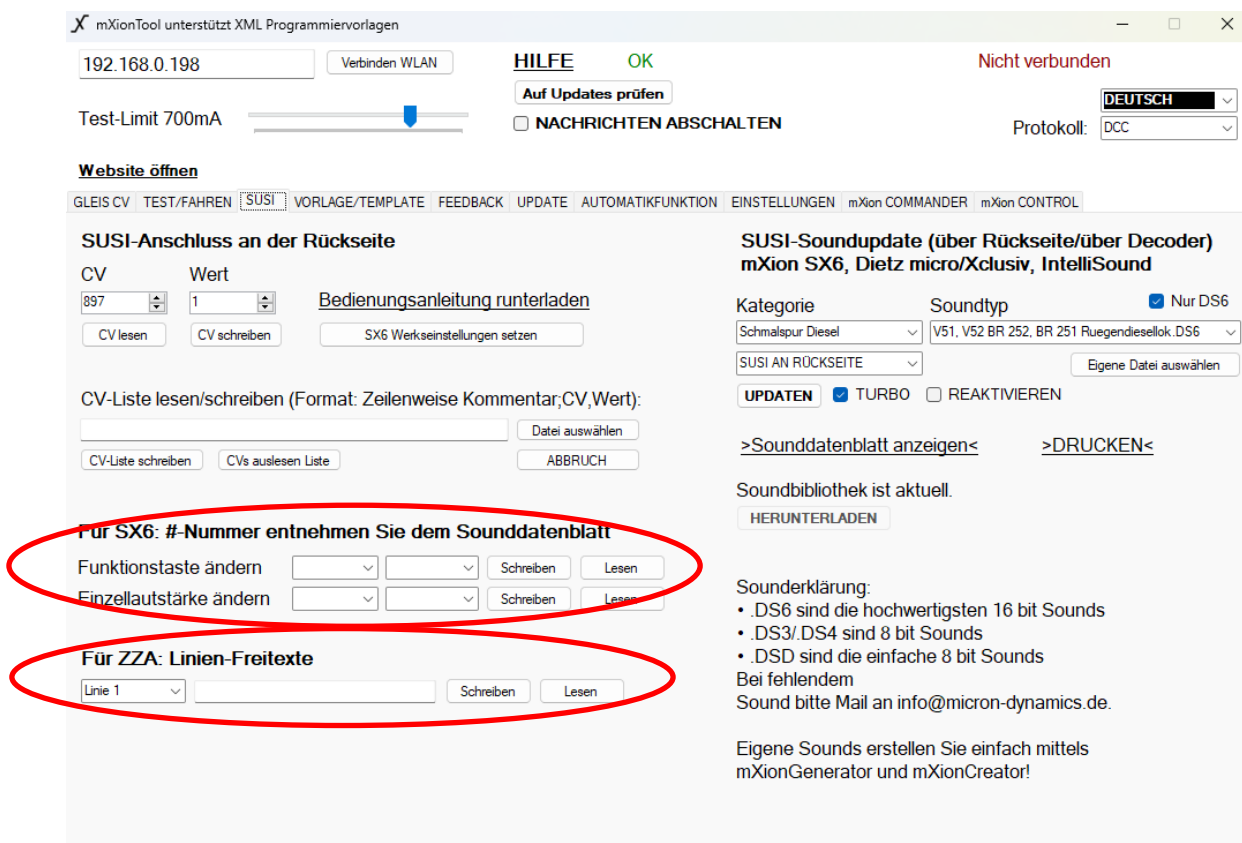 mXionTool unterstützt XML Programmiervorlagen
192.168.0.198
Verbinden WLAN
HILFE
OK
Nicht verbunden
Auf Updates prüfen
DEUTSCH
Test-Limit 700mA
NACHRICHTEN ABSCHALTEN
Protokoll:
DCC
Website öffnen
GLEIS CV TEST/FAHREN SUSI VORLAGE/TEMPLATE FEEDBACK UPDATE AUTOMATIKFUNKTION EINSTELLUNGEN mXion COMMANDER mXion CONTROL
SUSI-Anschluss an der Rückseite
CV Wert
897 1
Bedienungsanleitung runterladen
CV lesen CV schreiben SX6 Werkseinstellungen setzen
CV-Liste lesen/schreiben (Format: Zeilenweise Kommentar;CV,Wert):
Datei auswählen
CV-Liste schreiben CVs auslesen Liste ABBRUCH
Für SX6: #-Nummer entnehmen Sie dem Sounddatenblatt
Funktionstaste ändern Schreiben Lesen
Einzellautstärke ändern Schreiben Lesen
Für ZZA: Linien-Freitexte
Linie 1 Schreiben Lesen
SUSI-Soundupdate (über Rückseite/über Decoder)
mXion SX6, Dietz micro/Xclusiv, IntelliSound
Kategorie Soundtyp Nur DS6
Schmalspur Diesel V51, V52 BR 252, BR 251 Ruegendiesellok.DS6
SUSI AN RÜCKSEITE Eigene Datei auswählen
UPDATEN TURBO REAKTIVIEREN
>Sounddatenblatt anzeigen< >DRUCKEN<
Soundbibliothek ist aktuell.
HERUNTERLADEN
Sounderklärung:
• .DS6 sind die hochwertigsten 16 bit Sounds
• .DS3/.DS4 sind 8 bit Sounds
• .DSD sind die einfache 8 bit Sounds
Bei fehlendem
Sound bitte Mail an info@micron-dynamics.de.
Eigene Sounds erstellen Sie einfach mittels
mXionGenerator und mXionCreator!